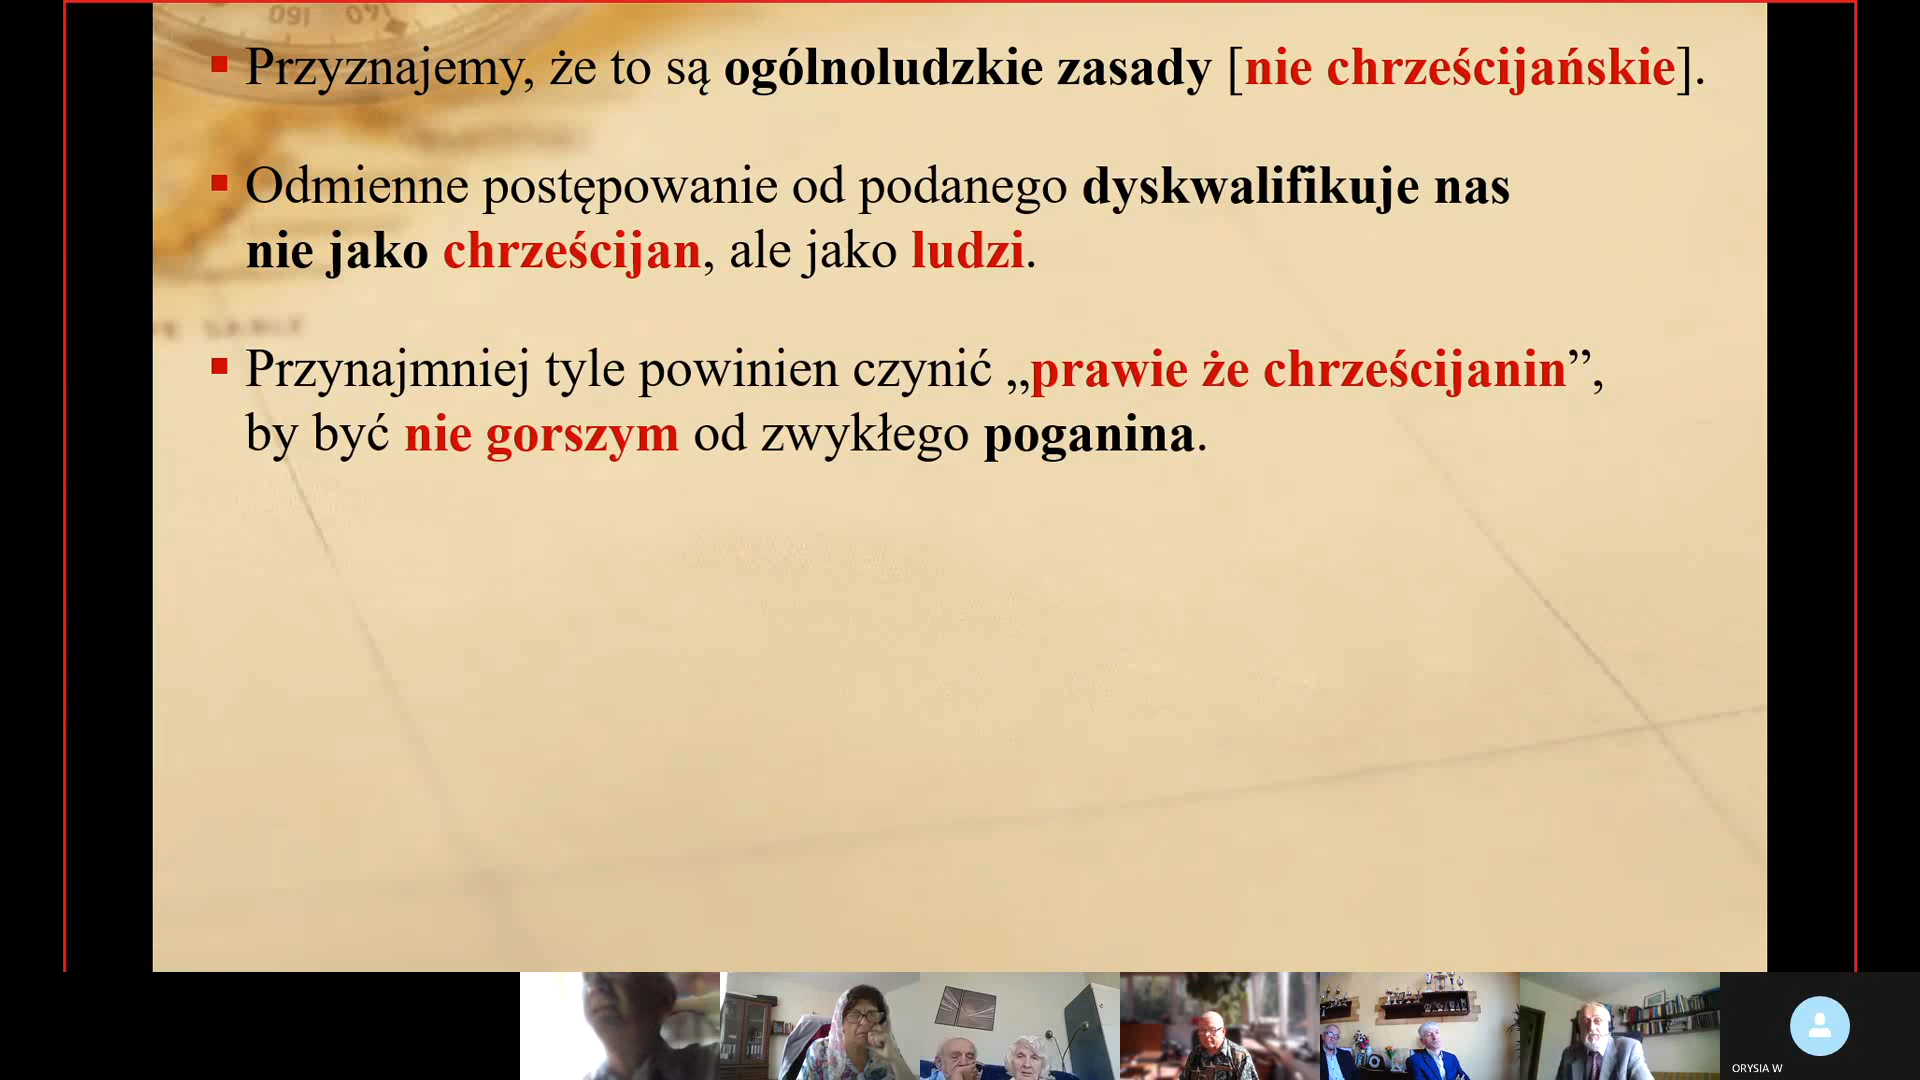 Przyznajemy, że to są ogólnoludzkie zasady [nie chrześcijańskie].
Odmienne postępowanie od podanego dyskwalifikuje nas
nie jako chrześcijan, ale jako ludzi.
Przynajmniej tyle powinien czynić „prawie że chrześcijanin”,
by być nie gorszym od zwykłego poganina.
ORYSIA W